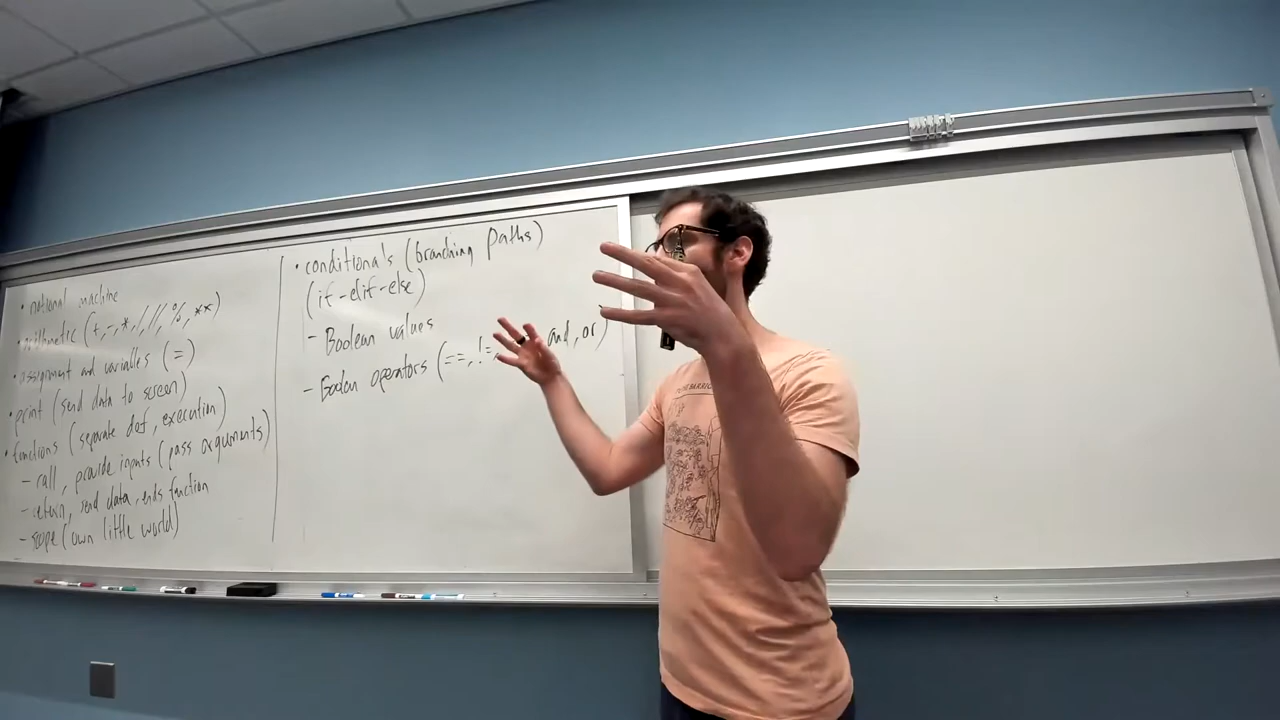 • notional machine
• arithmetic (+, -, *, /, //, %, **)
• assignment and variables (=)
• print (send data to screen)
• functions (separate def, execution)
- call, provide inputs (pass arguments)
- return, send data, ends function
- scope (own little world)
• conditionals (branching paths)
(if-elif-else)
- Boolean values
- Boolean operators (==, !=, and, or)